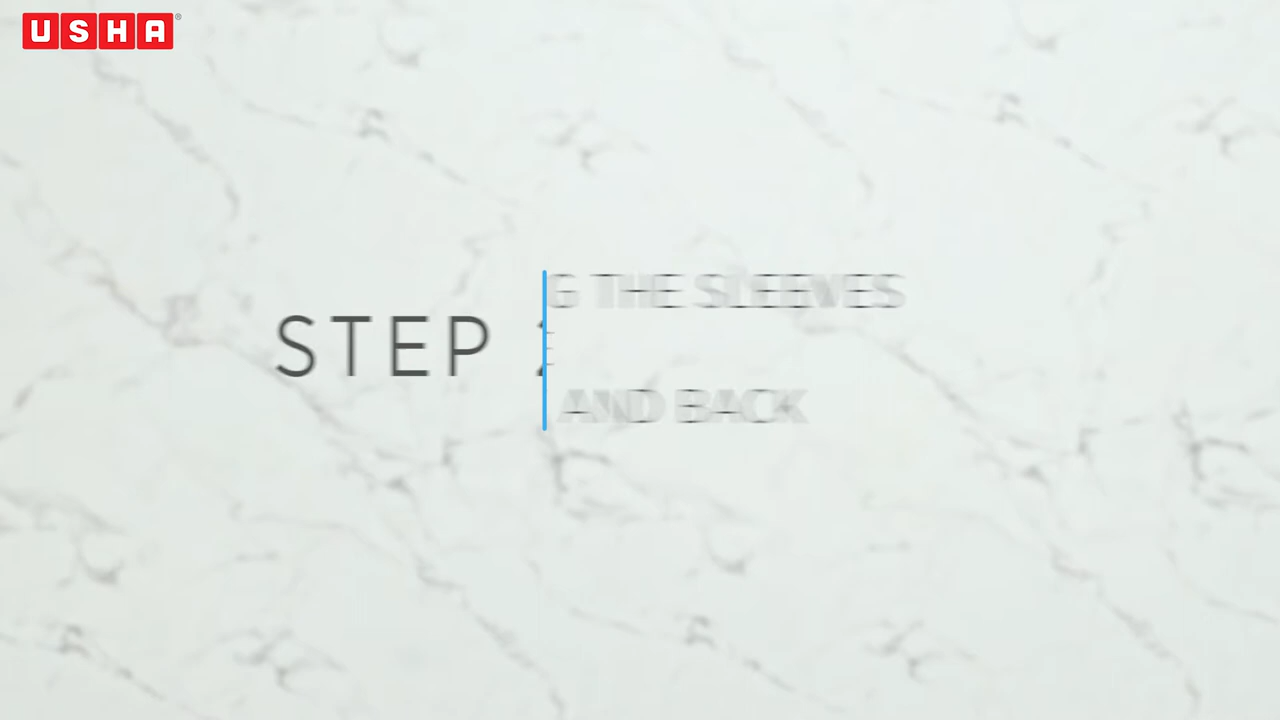 USHA
STEP
G THE SLEEVES
AND BACK